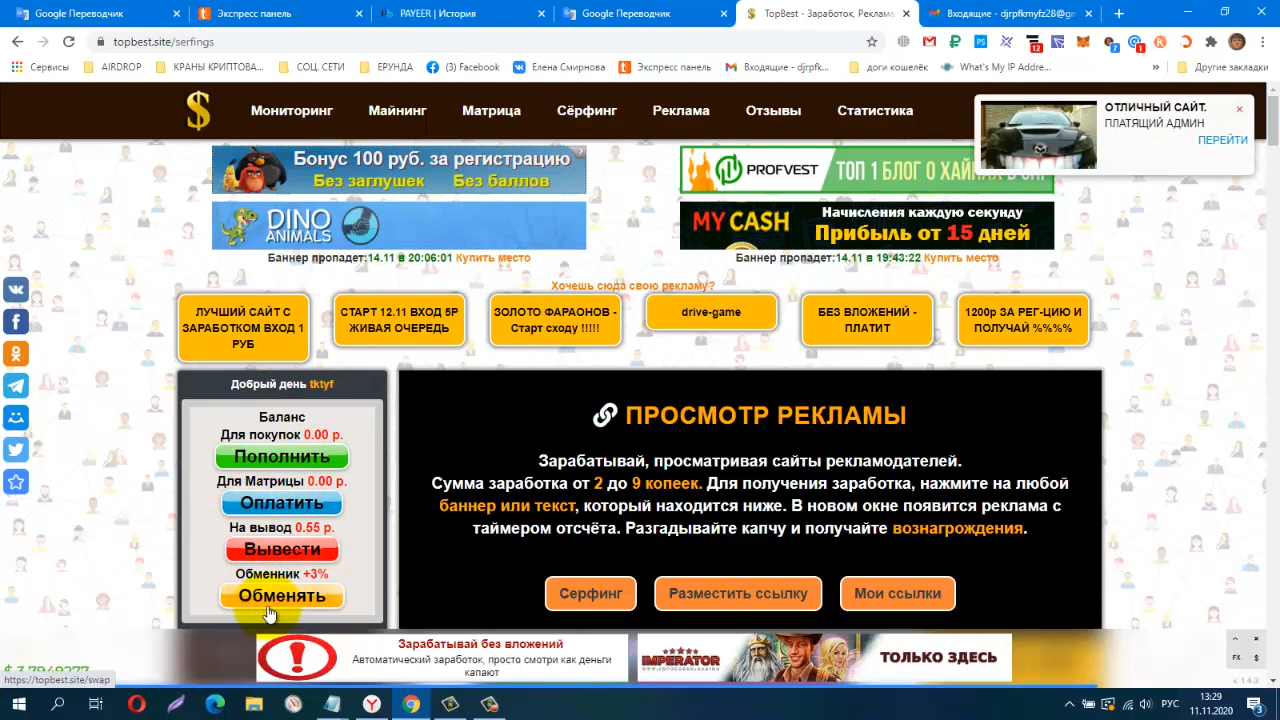 Google Переводчик
Экспресс панель
PAYEER | История
Google Переводчик
TopBest - Заработок, Реклама
Входящие - djrpfkmyfz28@gm
topbest.site/serfings
12
7
1
Сервисы
AIRDROP
КРАНЫ КРИПТОВА...
СОЦ. СЕТИ
ЕРУНДА
(3) Facebook
Елена Смирнова
Экспресс панель
Входящие - djrpfk...
доги кошелёк
What's My IP Addre...
»
Другие закладки
$
Мониторинг
Майнинг
Матрица
Сёрфинг
Реклама
Отзывы
Статистика
ОТЛИЧНЫЙ САЙТ.
ПЛАТЯЩИЙ АДМИН
ПЕРЕЙТИ
Бонус 100 руб. за регистрацию
Без заглушек Без баллов
PROFVEST
ТОП 1 БЛОГ О ХАЙПАХ
DINO
ANIMALS
MY CASH
Начисления каждую секунду
Прибыль от 15 дней
Баннер пропадет:14.11 в 20:06:01 Купить место
Баннер пропадет:14.11 в 19:43:22 Купить место
Хочешь сюда свою рекламу?
ЛУЧШИЙ САЙТ С
ЗАРАБОТКОМ ВХОД 1
РУБ
СТАРТ 12.11 ВХОД 5Р
ЖИВАЯ ОЧЕРЕДЬ
ЗОЛОТО ФАРАОНОВ -
Старт сходу !!!!!
drive-game
БЕЗ ВЛОЖЕНИЙ -
ПЛАТИТ
1200р ЗА РЕГ-ЦИЮ И
ПОЛУЧАЙ %%%%
Добрый день tktyf
Баланс
Для покупок 0.00 р.
Пополнить
Для Матрицы 0.00 р.
Оплатить
На вывод 0.55 р.
Вывести
Обменник +3%
Обменять
ПРОСМОТР РЕКЛАМЫ
Зарабатывай, просматривая сайты рекламодателей.
Сумма заработка от 2 до 9 копеек. Для получения заработка, нажмите на любой
баннер или текст, который находится ниже. В новом окне появится реклама с
таймером отсчёта. Разгадывайте капчу и получайте вознагрождения.
Серфинг
Разместить ссылку
Мои ссылки
Зарабатывай без вложений
Автоматический заработок, просто смотри как деньги
капают
IMPERATOR
ТОЛЬКО ЗДЕСЬ
FX $
v. 1.4.3
https://topbest.site/swap
РУС
13:29
11.11.2020
3